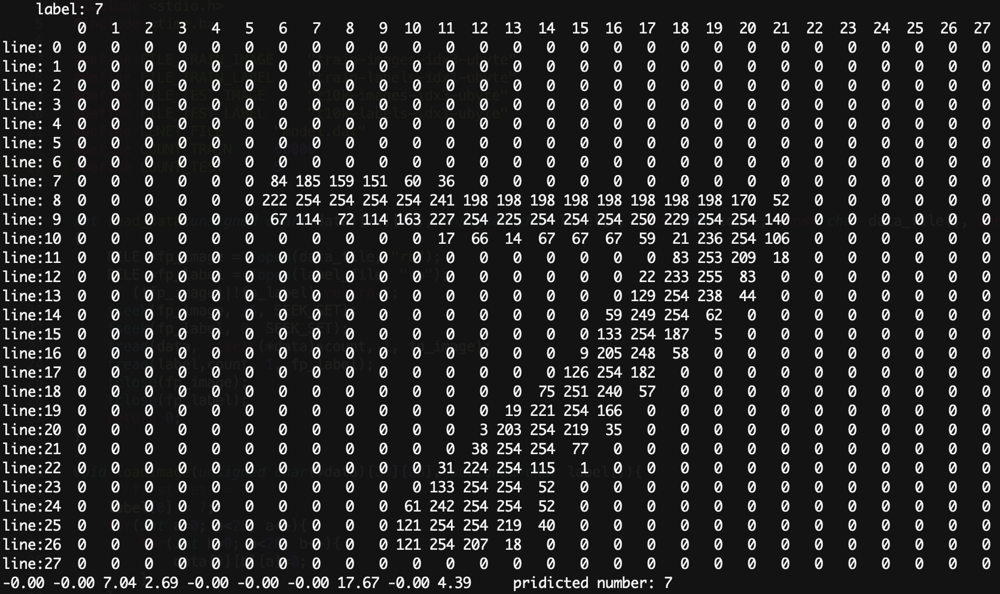 label: 7
0 1 2 3 4 5 6 7 8 9 10 11 12 13 14 15 16 17 18 19 20 21 22 23 24 25 26 27
line: 0 0 0 0 0 0 0 0 0 0 0 0 0 0 0 0 0 0 0 0 0 0 0 0 0 0 0 0 0
line: 1 0 0 0 0 0 0 0 0 0 0 0 0 0 0 0 0 0 0 0 0 0 0 0 0 0 0 0 0
line: 2 0 0 0 0 0 0 0 0 0 0 0 0 0 0 0 0 0 0 0 0 0 0 0 0 0 0 0 0
line: 3 0 0 0 0 0 0 0 0 0 0 0 0 0 0 0 0 0 0 0 0 0 0 0 0 0 0 0 0
line: 4 0 0 0 0 0 0 0 0 0 0 0 0 0 0 0 0 0 0 0 0 0 0 0 0 0 0 0 0
line: 5 0 0 0 0 0 0 0 0 0 0 0 0 0 0 0 0 0 0 0 0 0 0 0 0 0 0 0 0
line: 6 0 0 0 0 0 0 0 0 0 0 0 0 0 0 0 0 0 0 0 0 0 0 0 0 0 0 0 0
line: 7 0 0 0 0 0 0 84 185 159 151 60 36 0 0 0 0 0 0 0 0 0 0 0 0 0 0 0 0
line: 8 0 0 0 0 0 0 222 254 254 254 254 241 198 198 198 198 198 198 198 198 170 52 0 0 0 0 0 0
line: 9 0 0 0 0 0 0 67 114 72 114 163 227 254 225 254 254 254 250 229 254 254 140 0 0 0 0 0 0
line:10 0 0 0 0 0 0 0 0 0 0 0 17 66 14 67 67 67 59 21 236 254 106 0 0 0 0 0 0
line:11 0 0 0 0 0 0 0 0 0 0 0 0 0 0 0 0 0 0 83 253 209 18 0 0 0 0 0 0
line:12 0 0 0 0 0 0 0 0 0 0 0 0 0 0 0 0 0 22 233 255 83 0 0 0 0 0 0 0
line:13 0 0 0 0 0 0 0 0 0 0 0 0 0 0 0 0 0 129 254 238 44 0 0 0 0 0 0 0
line:14 0 0 0 0 0 0 0 0 0 0 0 0 0 0 0 0 59 249 254 62 0 0 0 0 0 0 0 0
line:15 0 0 0 0 0 0 0 0 0 0 0 0 0 0 0 0 133 254 187 5 0 0 0 0 0 0 0 0
line:16 0 0 0 0 0 0 0 0 0 0 0 0 0 0 0 9 205 248 58 0 0 0 0 0 0 0 0 0
line:17 0 0 0 0 0 0 0 0 0 0 0 0 0 0 0 126 254 182 0 0 0 0 0 0 0 0 0 0
line:18 0 0 0 0 0 0 0 0 0 0 0 0 0 0 75 251 240 57 0 0 0 0 0 0 0 0 0 0
line:19 0 0 0 0 0 0 0 0 0 0 0 0 0 19 221 254 166 0 0 0 0 0 0 0 0 0 0 0
line:20 0 0 0 0 0 0 0 0 0 0 0 0 3 203 254 219 35 0 0 0 0 0 0 0 0 0 0 0
line:21 0 0 0 0 0 0 0 0 0 0 0 0 38 254 254 77 0 0 0 0 0 0 0 0 0 0 0 0
line:22 0 0 0 0 0 0 0 0 0 0 0 31 224 254 115 1 0 0 0 0 0 0 0 0 0 0 0 0
line:23 0 0 0 0 0 0 0 0 0 0 0 133 254 254 52 0 0 0 0 0 0 0 0 0 0 0 0 0
line:24 0 0 0 0 0 0 0 0 0 0 61 242 254 254 52 0 0 0 0 0 0 0 0 0 0 0 0 0
line:25 0 0 0 0 0 0 0 0 0 0 121 254 254 219 40 0 0 0 0 0 0 0 0 0 0 0 0 0
line:26 0 0 0 0 0 0 0 0 0 0 121 254 207 18 0 0 0 0 0 0 0 0 0 0 0 0 0 0
line:27 0 0 0 0 0 0 0 0 0 0 0 0 0 0 0 0 0 0 0 0 0 0 0 0 0 0 0 0
-0.00 -0.00 7.04 2.69 -0.00 -0.00 -0.00 17.67 -0.00 4.39 pridicted number: 7